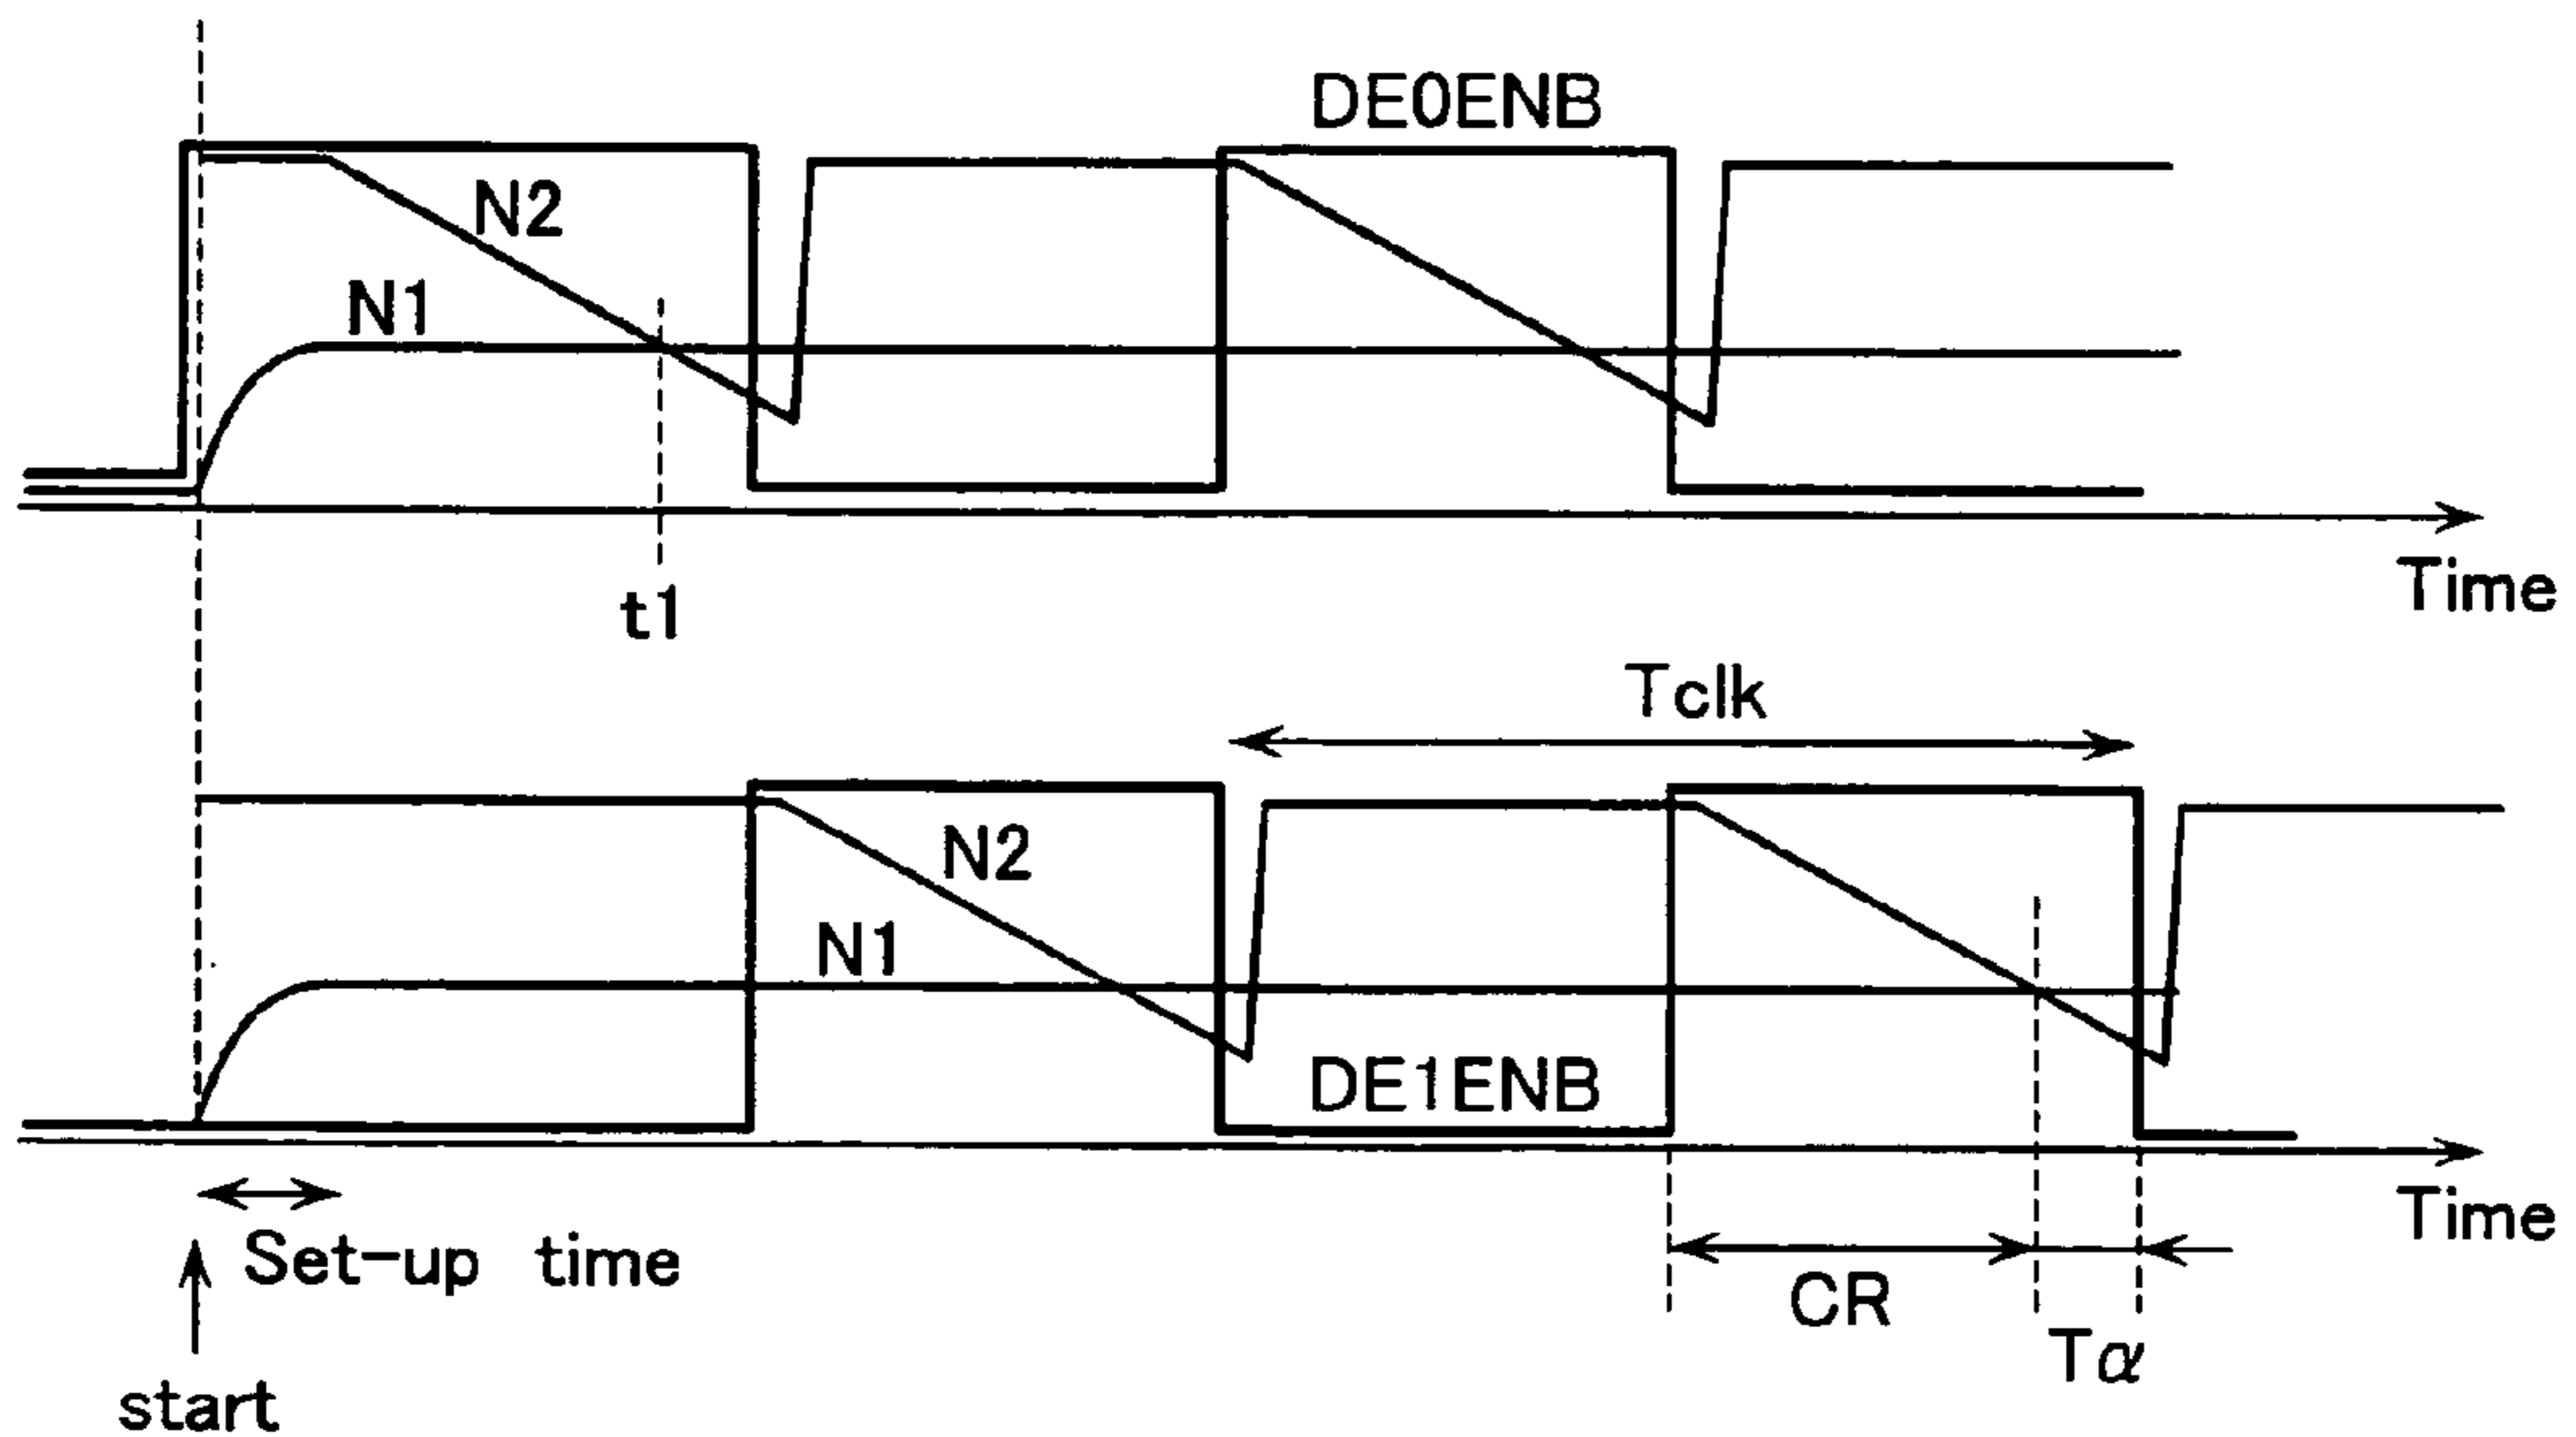 DE0ENB
N2
N1
Time
t1
Tclk
N2
N1
DE1ENB
Time
Set-up time
CR
Tα
start